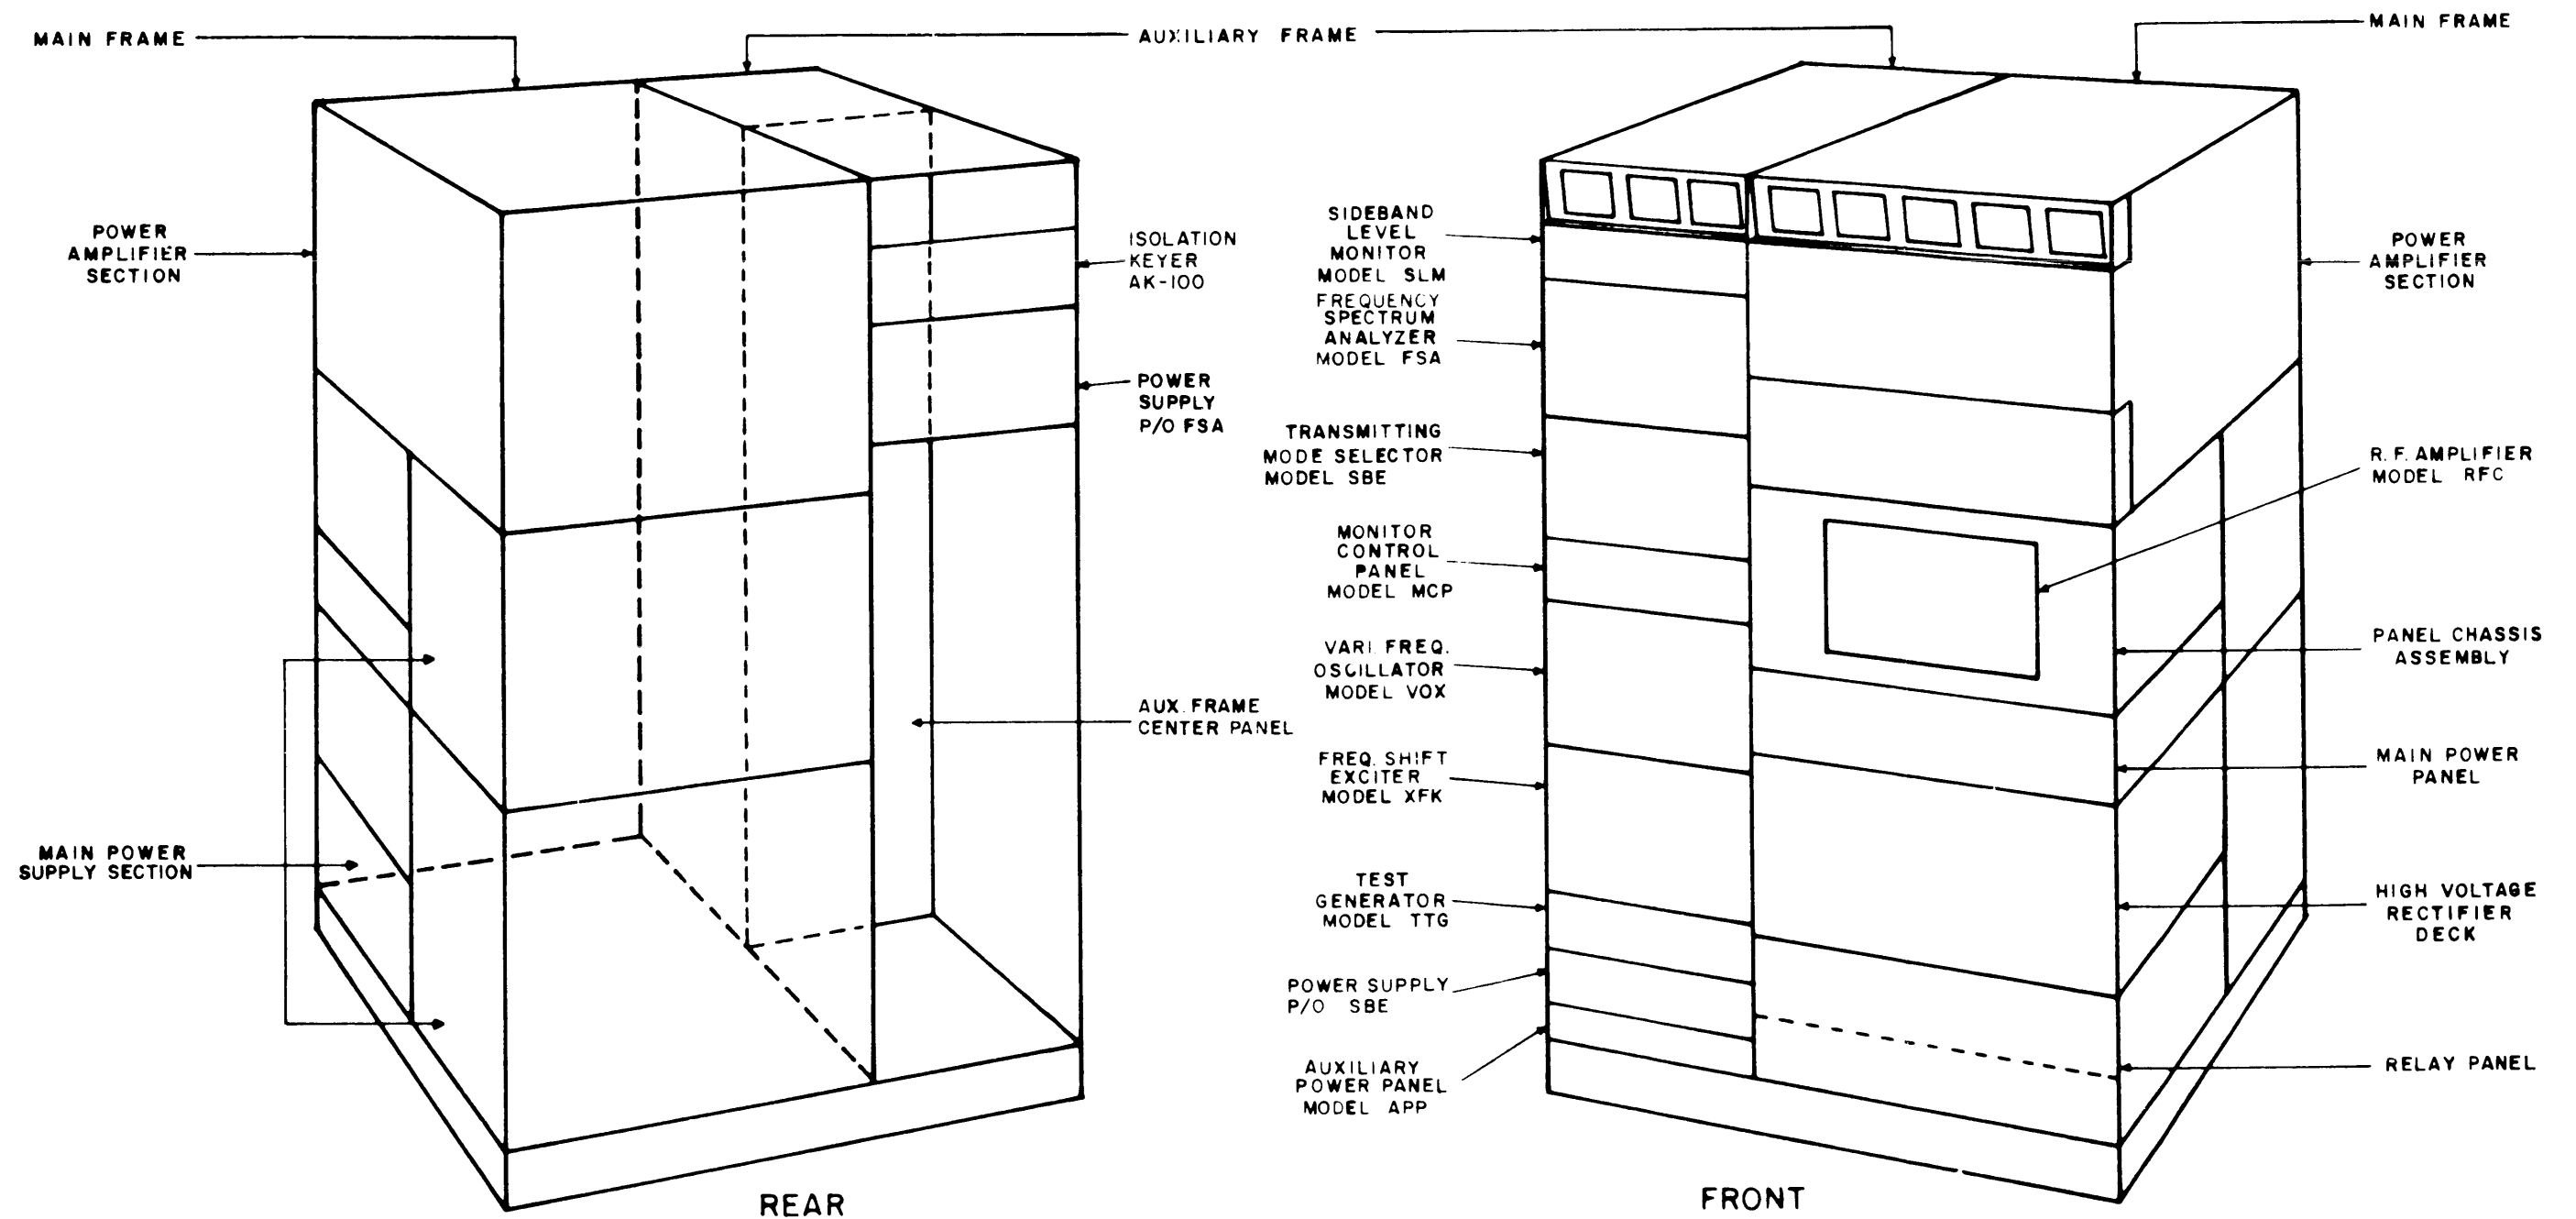 MAIN FRAME
AUXILIARY FRAME
MAIN FRAME
POWER
AMPLIFIER
SECTION
ISOLATION
KEYER
AK-100
POWER
SUPPLY
P/O FSA
AUX. FRAME
CENTER PANEL
MAIN POWER
SUPPLY SECTION
REAR
SIDEBAND
LEVEL
MONITOR
MODEL SLM
FREQUENCY
SPECTRUM
ANALYZER
MODEL FSA
TRANSMITTING
MODE SELECTOR
MODEL SBE
MONITOR
CONTROL
PANEL
MODEL MCP
VARI. FREQ.
OSCILLATOR
MODEL VOX
FREQ. SHIFT
EXCITER
MODEL XFK
TEST
GENERATOR
MODEL TTG
POWER SUPPLY
P/O SBE
AUXILIARY
POWER PANEL
MODEL APP
POWER
AMPLIFIER
SECTION
R.F. AMPLIFIER
MODEL RFC
PANEL CHASSIS
ASSEMBLY
MAIN POWER
PANEL
HIGH VOLTAGE
RECTIFIER
DECK
RELAY PANEL
FRONT